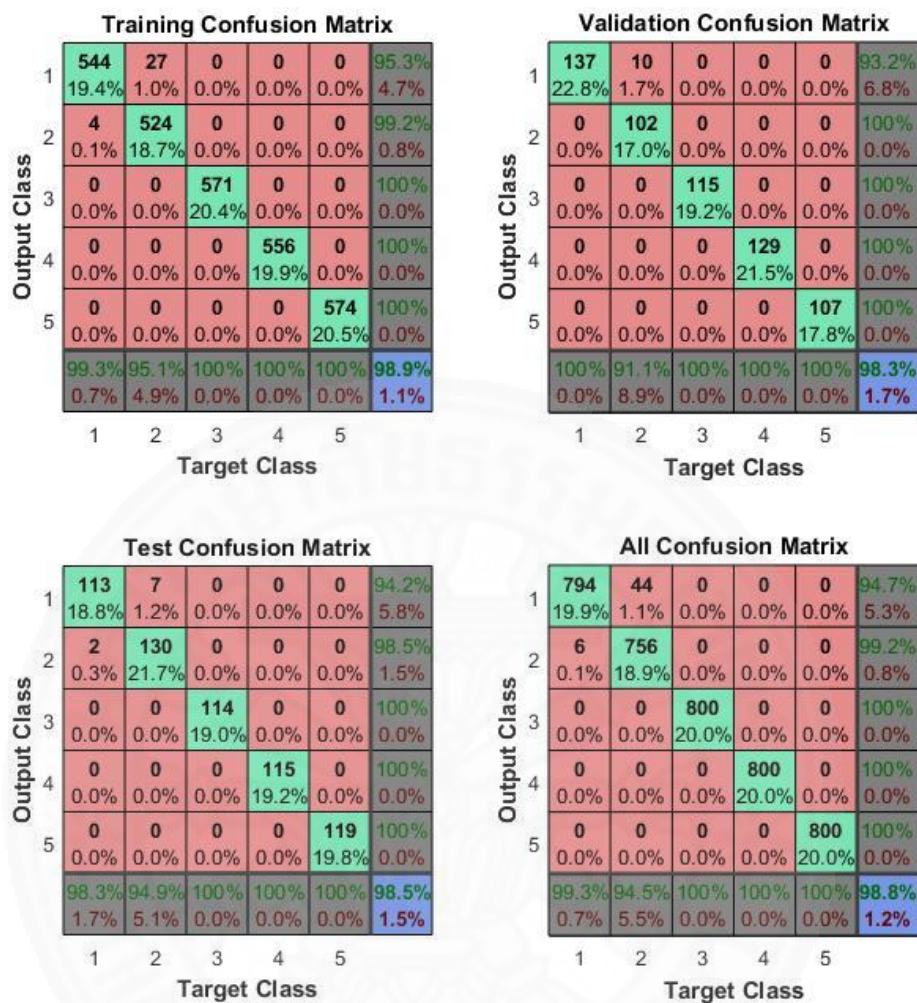 Training Confusion Matrix
Output Class
1 544 27 0 0 0 95.3%
19.4% 1.0% 0.0% 0.0% 0.0% 4.7%
2 4 524 0 0 0 99.2%
0.1% 18.7% 0.0% 0.0% 0.0% 0.8%
3 0 0 571 0 0 100%
0.0% 0.0% 20.4% 0.0% 0.0% 0.0%
4 0 0 0 556 0 100%
0.0% 0.0% 0.0% 19.9% 0.0% 0.0%
5 0 0 0 0 574 100%
0.0% 0.0% 0.0% 0.0% 20.5% 0.0%
99.3% 95.1% 100% 100% 100% 98.9%
0.7% 4.9% 0.0% 0.0% 0.0% 1.1%
1 2 3 4 5
Target Class
Validation Confusion Matrix
Output Class
1 137 10 0 0 0 93.2%
22.8% 1.7% 0.0% 0.0% 0.0% 6.8%
2 0 102 0 0 0 100%
0.0% 17.0% 0.0% 0.0% 0.0% 0.0%
3 0 0 115 0 0 100%
0.0% 0.0% 19.2% 0.0% 0.0% 0.0%
4 0 0 0 129 0 100%
0.0% 0.0% 0.0% 21.5% 0.0% 0.0%
5 0 0 0 0 107 100%
0.0% 0.0% 0.0% 0.0% 17.8% 0.0%
100% 91.1% 100% 100% 100% 98.3%
0.0% 8.9% 0.0% 0.0% 0.0% 1.7%
1 2 3 4 5
Target Class
Test Confusion Matrix
Output Class
1 113 7 0 0 0 94.2%
18.8% 1.2% 0.0% 0.0% 0.0% 5.8%
2 2 130 0 0 0 98.5%
0.3% 21.7% 0.0% 0.0% 0.0% 1.5%
3 0 0 114 0 0 100%
0.0% 0.0% 19.0% 0.0% 0.0% 0.0%
4 0 0 0 115 0 100%
0.0% 0.0% 0.0% 19.2% 0.0% 0.0%
5 0 0 0 0 119 100%
0.0% 0.0% 0.0% 0.0% 19.8% 0.0%
98.3% 94.9% 100% 100% 100% 98.5%
1.7% 5.1% 0.0% 0.0% 0.0% 1.5%
1 2 3 4 5
Target Class
All Confusion Matrix
Output Class
1 794 44 0 0 0 94.7%
19.9% 1.1% 0.0% 0.0% 0.0% 5.3%
2 6 756 0 0 0 99.2%
0.1% 18.9% 0.0% 0.0% 0.0% 0.8%
3 0 0 800 0 0 100%
0.0% 0.0% 20.0% 0.0% 0.0% 0.0%
4 0 0 0 800 0 100%
0.0% 0.0% 0.0% 20.0% 0.0% 0.0%
5 0 0 0 0 800 100%
0.0% 0.0% 0.0% 0.0% 20.0% 0.0%
99.3% 94.5% 100% 100% 100% 98.8%
0.7% 5.5% 0.0% 0.0% 0.0% 1.2%
1 2 3 4 5
Target Class